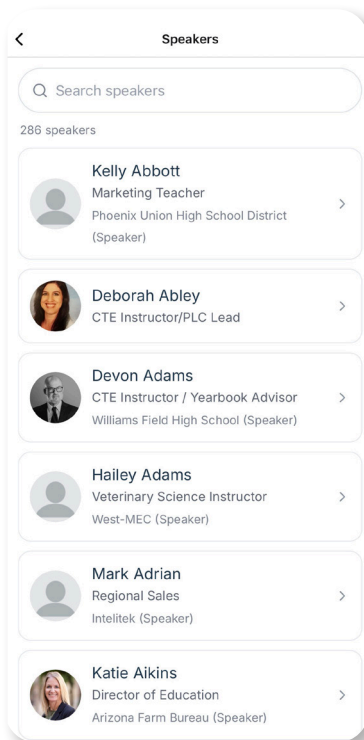 Speakers
Search speakers
286 speakers
Kelly Abbott
Marketing Teacher
Phoenix Union High School District
(Speaker)
Deborah Abley
CTE Instructor/PLC Lead
Devon Adams
CTE Instructor / Yearbook Advisor
Williams Field High School (Speaker)
Hailey Adams
Veterinary Science Instructor
West-MEC (Speaker)
Mark Adrian
Regional Sales
Intelitek (Speaker)
Katie Aikins
Director of Education
Arizona Farm Bureau (Speaker)